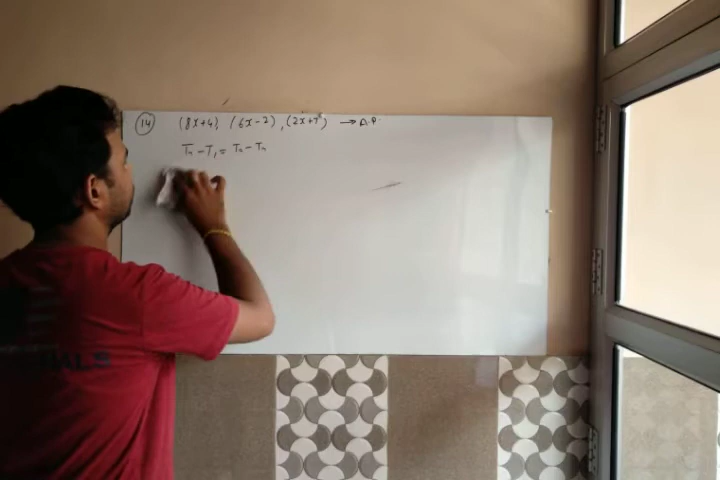 14 (8x+4), (6x-2), (2x+7) → A.P.
T₂ - T₁ = T₃ - T₂